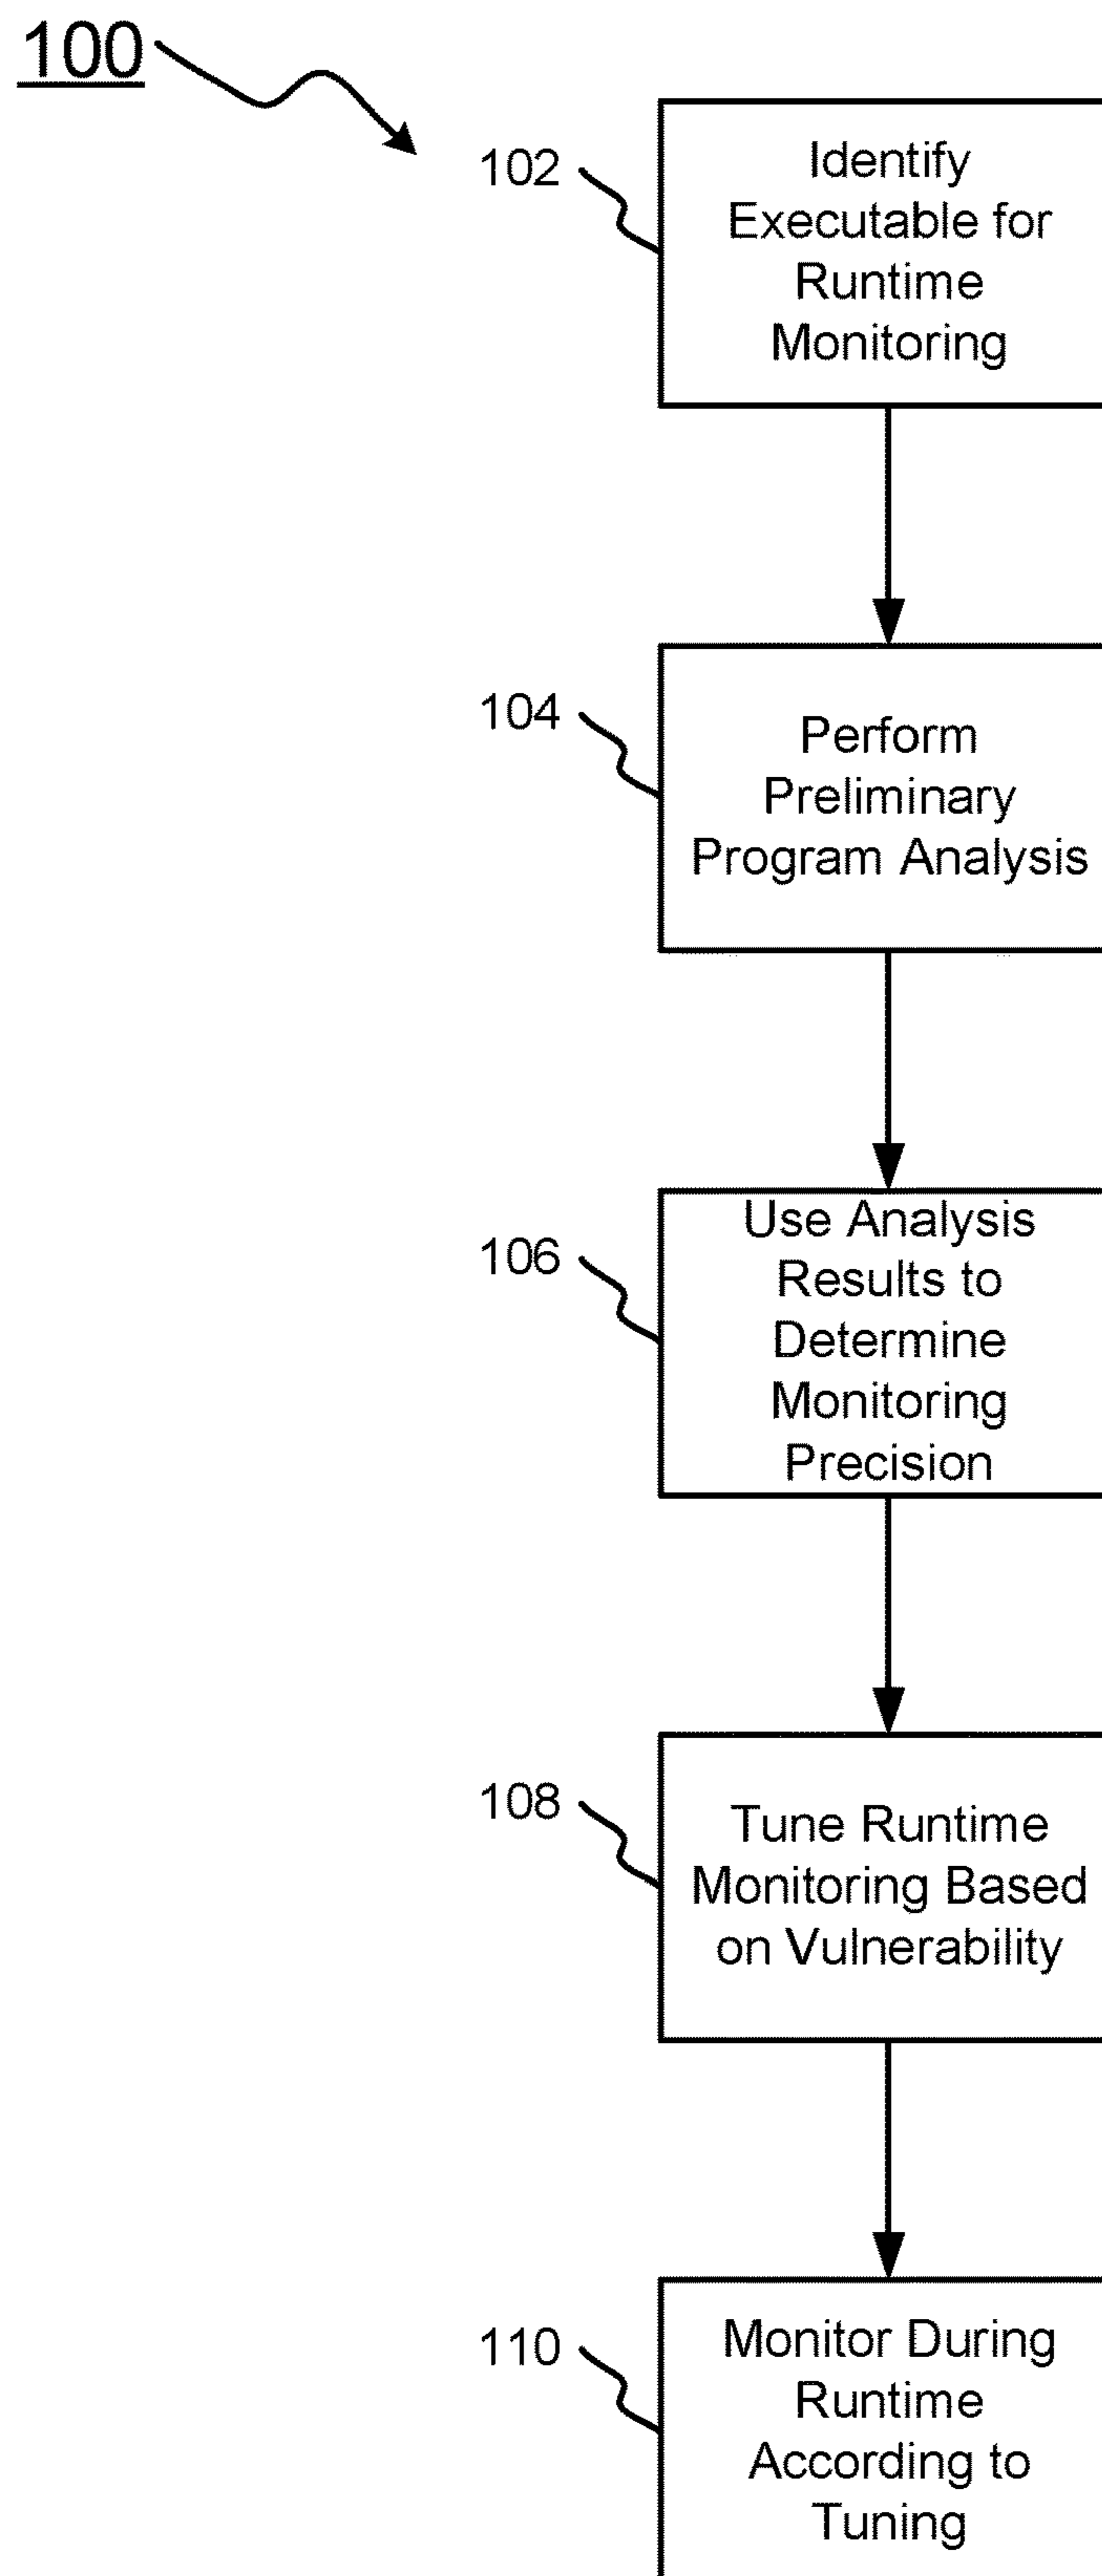 100
102
Identify
Executable for
Runtime
Monitoring
104
Perform
Preliminary
Program Analysis
106
Use Analysis
Results to
Determine
Monitoring
Precision
108
Tune Runtime
Monitoring Based
on Vulnerability
110
Monitor During
Runtime
According to
Tuning